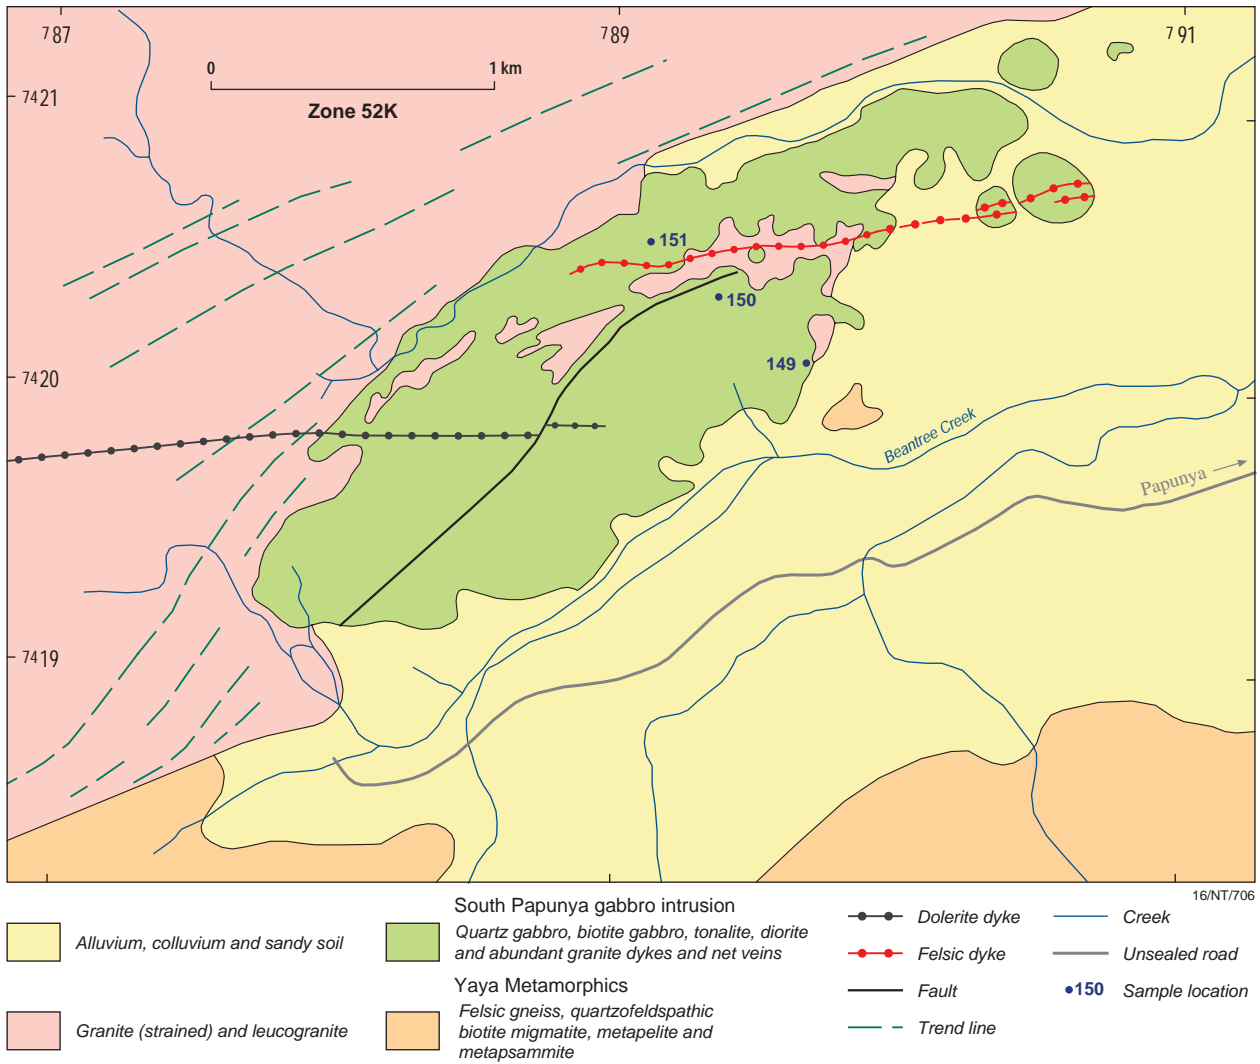 787
789
791
7421
0
1 km
Zone 52K
151
150
149
7420
Beantree Creek
Papunya
7419
16/NT/706
Alluvium, colluvium and sandy soil
Granite (strained) and leucogranite
South Papunya gabbro intrusion
Quartz gabbro, biotite gabbro, tonalite, diorite
and abundant granite dykes and net veins
Yaya Metamorphics
Felsic gneiss, quartzofeldspathic
biotite migmatite, metapelite and
metapsammite
Dolerite dyke
Felsic dyke
Fault
Trend line
Creek
Unsealed road
150
Sample location